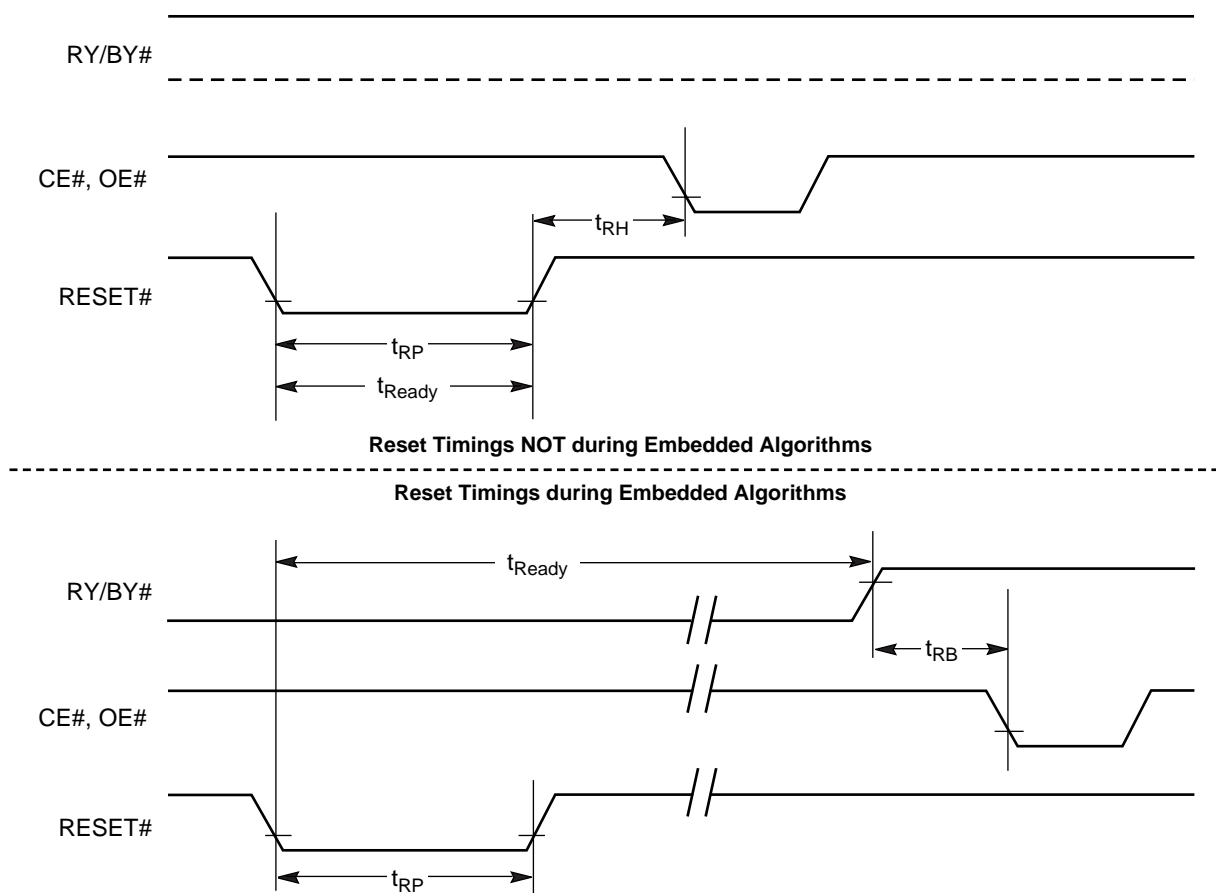 RY/BY#
CE#, OE#
tRH
RESET#
tRP
tReady
Reset Timings NOT during Embedded Algorithms
Reset Timings during Embedded Algorithms
tReady
RY/BY#
tRB
CE#, OE#
RESET#
tRP